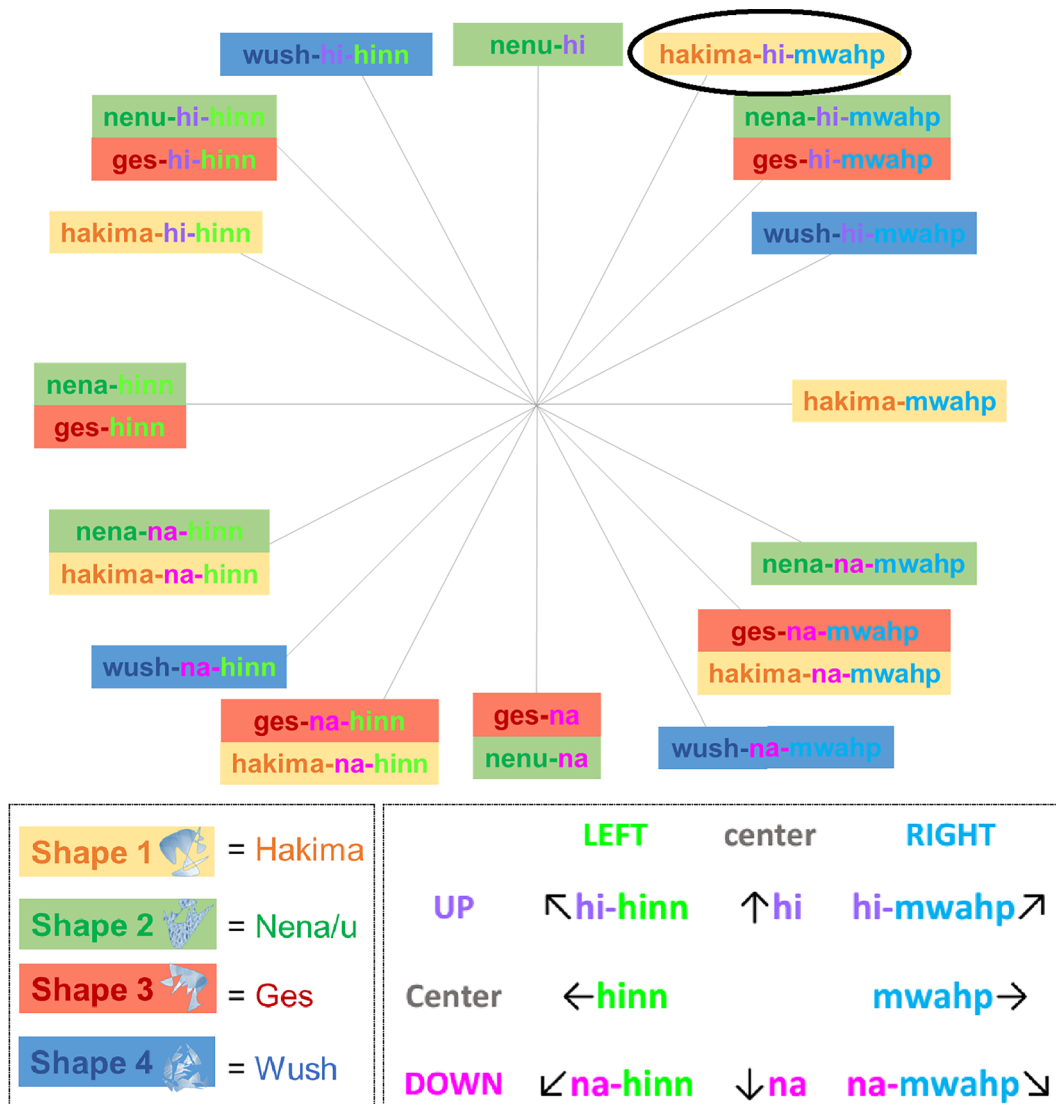 wush-hi-hinn
nenu-hi
hakima-hi-mwahp
nenu-hi-hinn
ges-hi-hinn
nena-hi-mwahp
ges-hi-mwahp
hakima-hi-hinn
wush-hi-mwahp
nena-hinn
ges-hinn
hakima-mwahp
nena-na-hinn
hakima-na-hinn
nena-na-mwahp
ges-na-mwahp
hakima-na-mwahp
wush-na-hinn
ges-na-hinn
hakima-na-hinn
ges-na
nenu-na
wush-na-mwahp
Shape 1 = Hakima
Shape 2 = Nena/u
Shape 3 = Ges
Shape 4 = Wush
LEFT center RIGHT
UP ↖hi-hinn ↑hi hi-mwahp↗
Center ←hinn mwahp→
DOWN ↙na-hinn ↓na na-mwahp↘